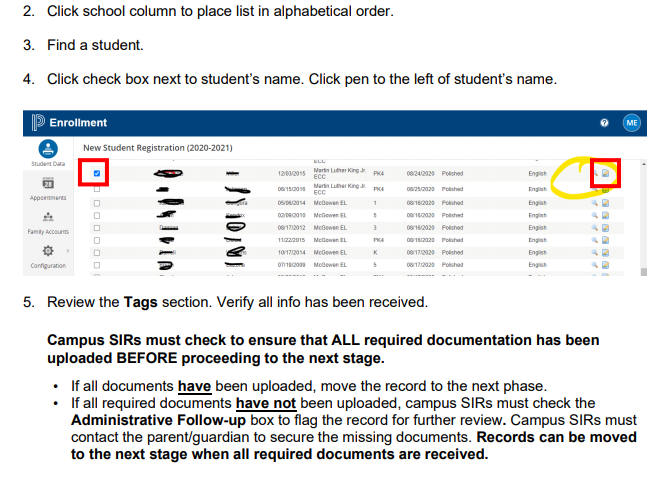 2. Click school column to place list in alphabetical order.
3. Find a student.
4. Click check box next to student's name. Click pen to the left of student's name.
Enrollment
? ME
New Student Registration (2020-2021)
Student Data
28
Appointments
Family Accounts
Configuration
ECC
12/03/2015 Martin Luther King Jr. ECC PK4 08/24/2020 Polished English
06/15/2016 Martin Luther King Jr. ECC PK4 08/25/2020 Polished English
05/06/2014 McGowen EL 1 08/18/2020 Polished English
02/09/2010 McGowen EL 5 08/16/2020 Polished English
08/17/2012 McGowen EL 3 08/16/2020 Polished English
11/22/2015 McGowen EL PK4 08/18/2020 Polished English
10/17/2014 McGowen EL K 08/17/2020 Polished English
07/19/2009 McGowen EL 5 08/17/2020 Polished English
5. Review the Tags section. Verify all info has been received.
Campus SIRs must check to ensure that ALL required documentation has been
uploaded BEFORE proceeding to the next stage.
• If all documents have been uploaded, move the record to the next phase.
• If all required documents have not been uploaded, campus SIRs must check the
Administrative Follow-up box to flag the record for further review. Campus SIRs must
contact the parent/guardian to secure the missing documents. Records can be moved
to the next stage when all required documents are received.